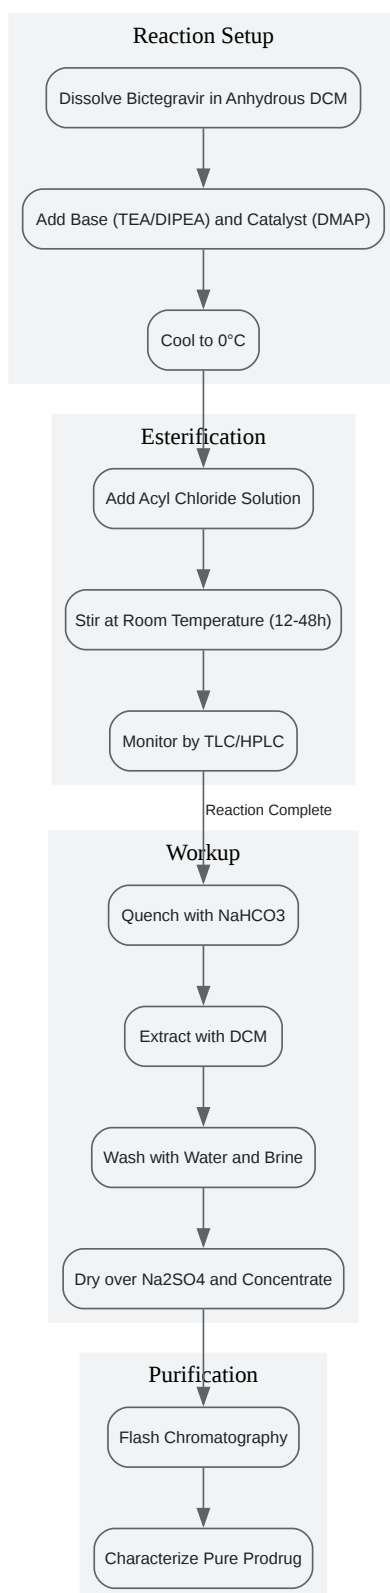 Reaction Setup
Dissolve Bictegravir in Anhydrous DCM
Add Base (TEA/DIPEA) and Catalyst (DMAP)
Cool to 0°C
Esterification
Add Acyl Chloride Solution
Stir at Room Temperature (12-48h)
Monitor by TLC/HPLC
Reaction Complete
Workup
Quench with NaHCO3
Extract with DCM
Wash with Water and Brine
Dry over Na2SO4 and Concentrate
Purification
Flash Chromatography
Characterize Pure Prodrug